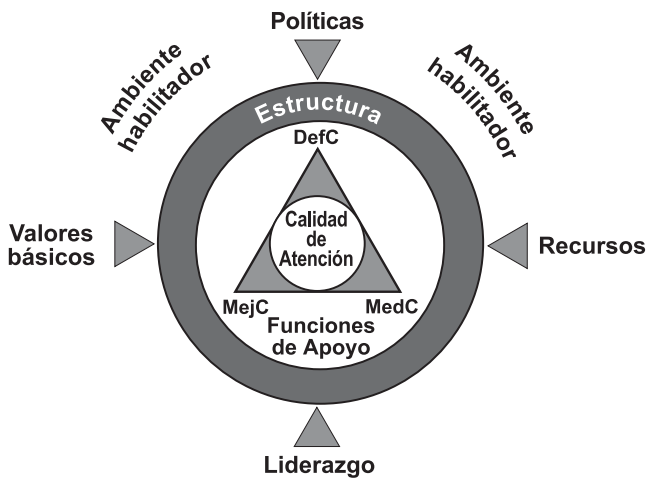 Políticas
Ambiente
habilitador
Ambiente
habilitador
Estructura
DefC
Calidad
de
Atención
Valores
básicos
Recursos
MejC
MedC
Funciones
de Apoyo
Liderazgo